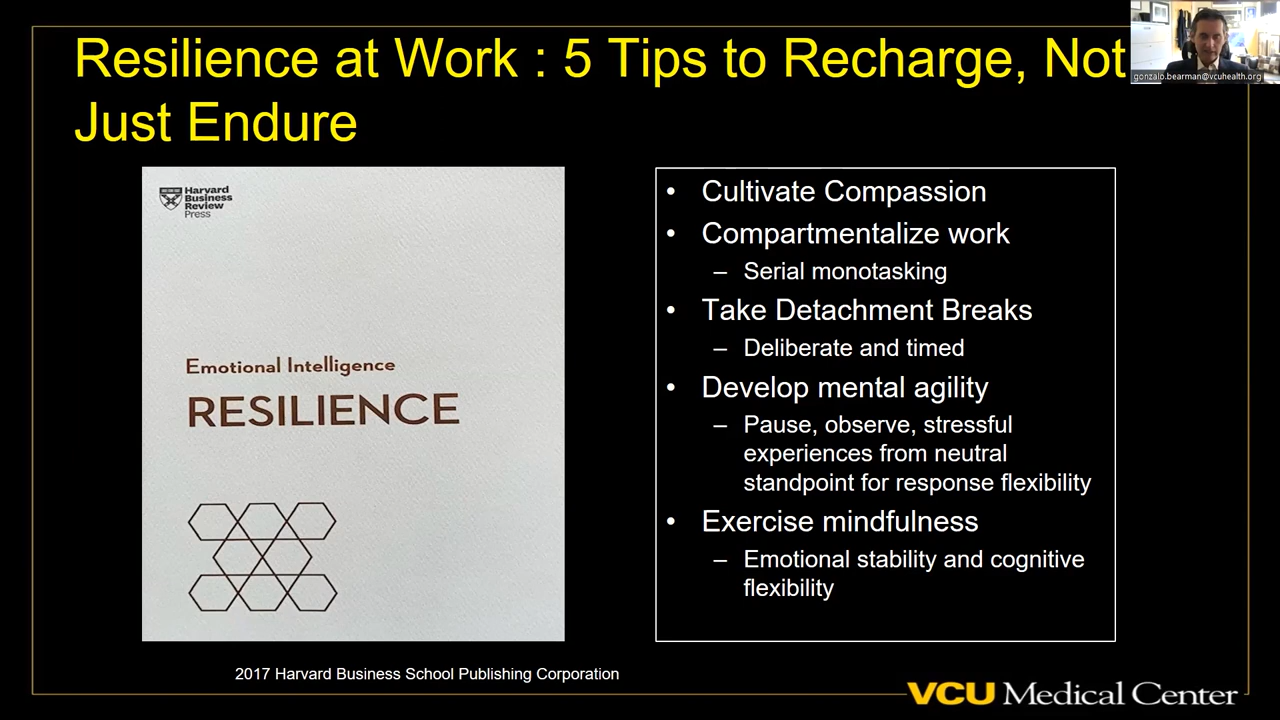 Resilience at Work : 5 Tips to Recharge, Not
Just Endure
gonzalo.bearman@vcuhealth.org
Harvard
Business
Review
Press
Emotional Intelligence
RESILIENCE
• Cultivate Compassion
• Compartmentalize work
– Serial monotasking
• Take Detachment Breaks
– Deliberate and timed
• Develop mental agility
– Pause, observe, stressful
experiences from neutral
standpoint for response flexibility
• Exercise mindfulness
– Emotional stability and cognitive
flexibility
2017 Harvard Business School Publishing Corporation
VCU Medical Center